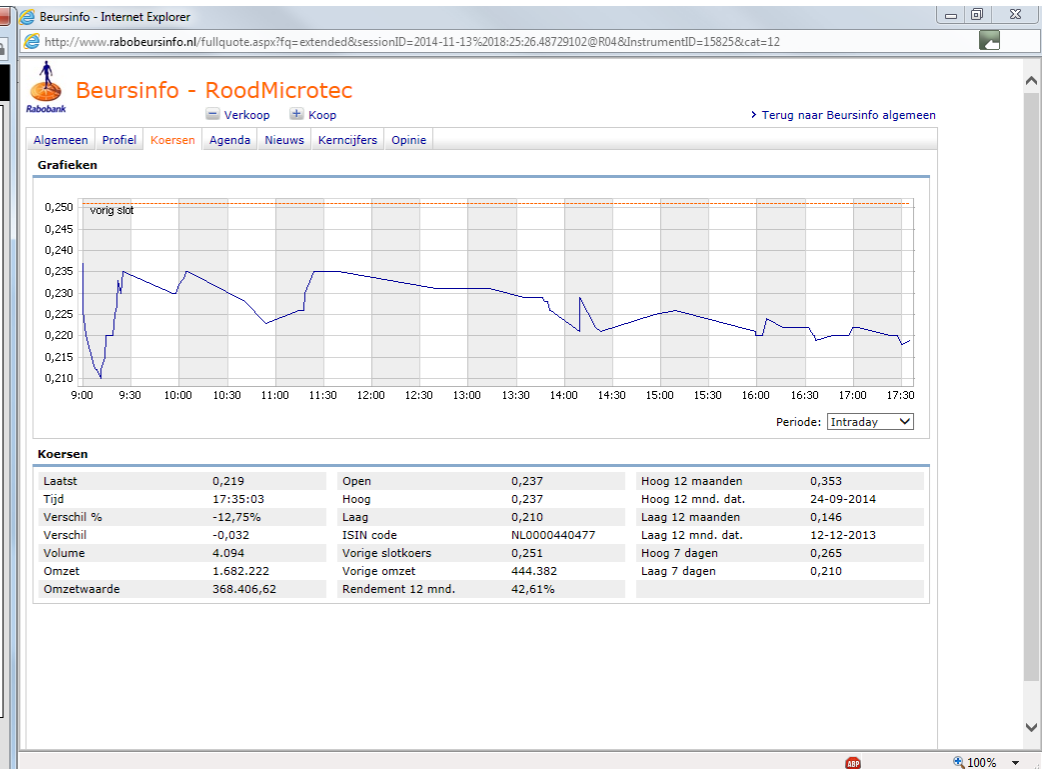 Beursinfo - Internet Explorer
http://www.rabobeursinfo.nl/fullquote.aspx?fq=extended&sessionID=2014-11-13%2018:25:26.48729102@R04&InstrumentID=15825&cat=12
Rabobank
Beursinfo - RoodMicrotec
Verkoop Koop
Terug naar Beursinfo algemeen
Algemeen Profiel Koersen Agenda Nieuws Kerncijfers Opinie
Grafieken
vorig slot
0,250
0,245
0,240
0,235
0,230
0,225
0,220
0,215
0,210
9:00 9:30 10:00 10:30 11:00 11:30 12:00 12:30 13:00 13:30 14:00 14:30 15:00 15:30 16:00 16:30 17:00 17:30
Periode: Intraday
Koersen
Laatst 0,219 Open 0,237 Hoog 12 maanden 0,353
Tijd 17:35:03 Hoog 0,237 Hoog 12 mnd. dat. 24-09-2014
Verschil % -12,75% Laag 0,210 Laag 12 maanden 0,146
Verschil -0,032 ISIN code NL0000440477 Laag 12 mnd. dat. 12-12-2013
Volume 4.094 Vorige slotkoers 0,251 Hoog 7 dagen 0,265
Omzet 1.682.222 Vorige omzet 444.382 Laag 7 dagen 0,210
Omzetwaarde 368.406,62 Rendement 12 mnd. 42,61%
ABP 100%